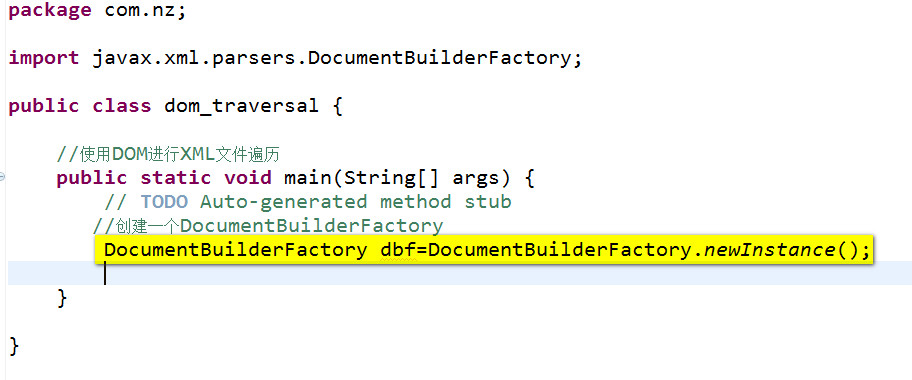 package com.nz;
import javax.xml.parsers.DocumentBuilderFactory;
public class dom_traversal {
//使用DOM进行XML文件遍历
public static void main(String[] args) {
// TODO Auto-generated method stub
//创建一个DocumentBuilderFactory
DocumentBuilderFactory dbf=DocumentBuilderFactory.newInstance();
}
}